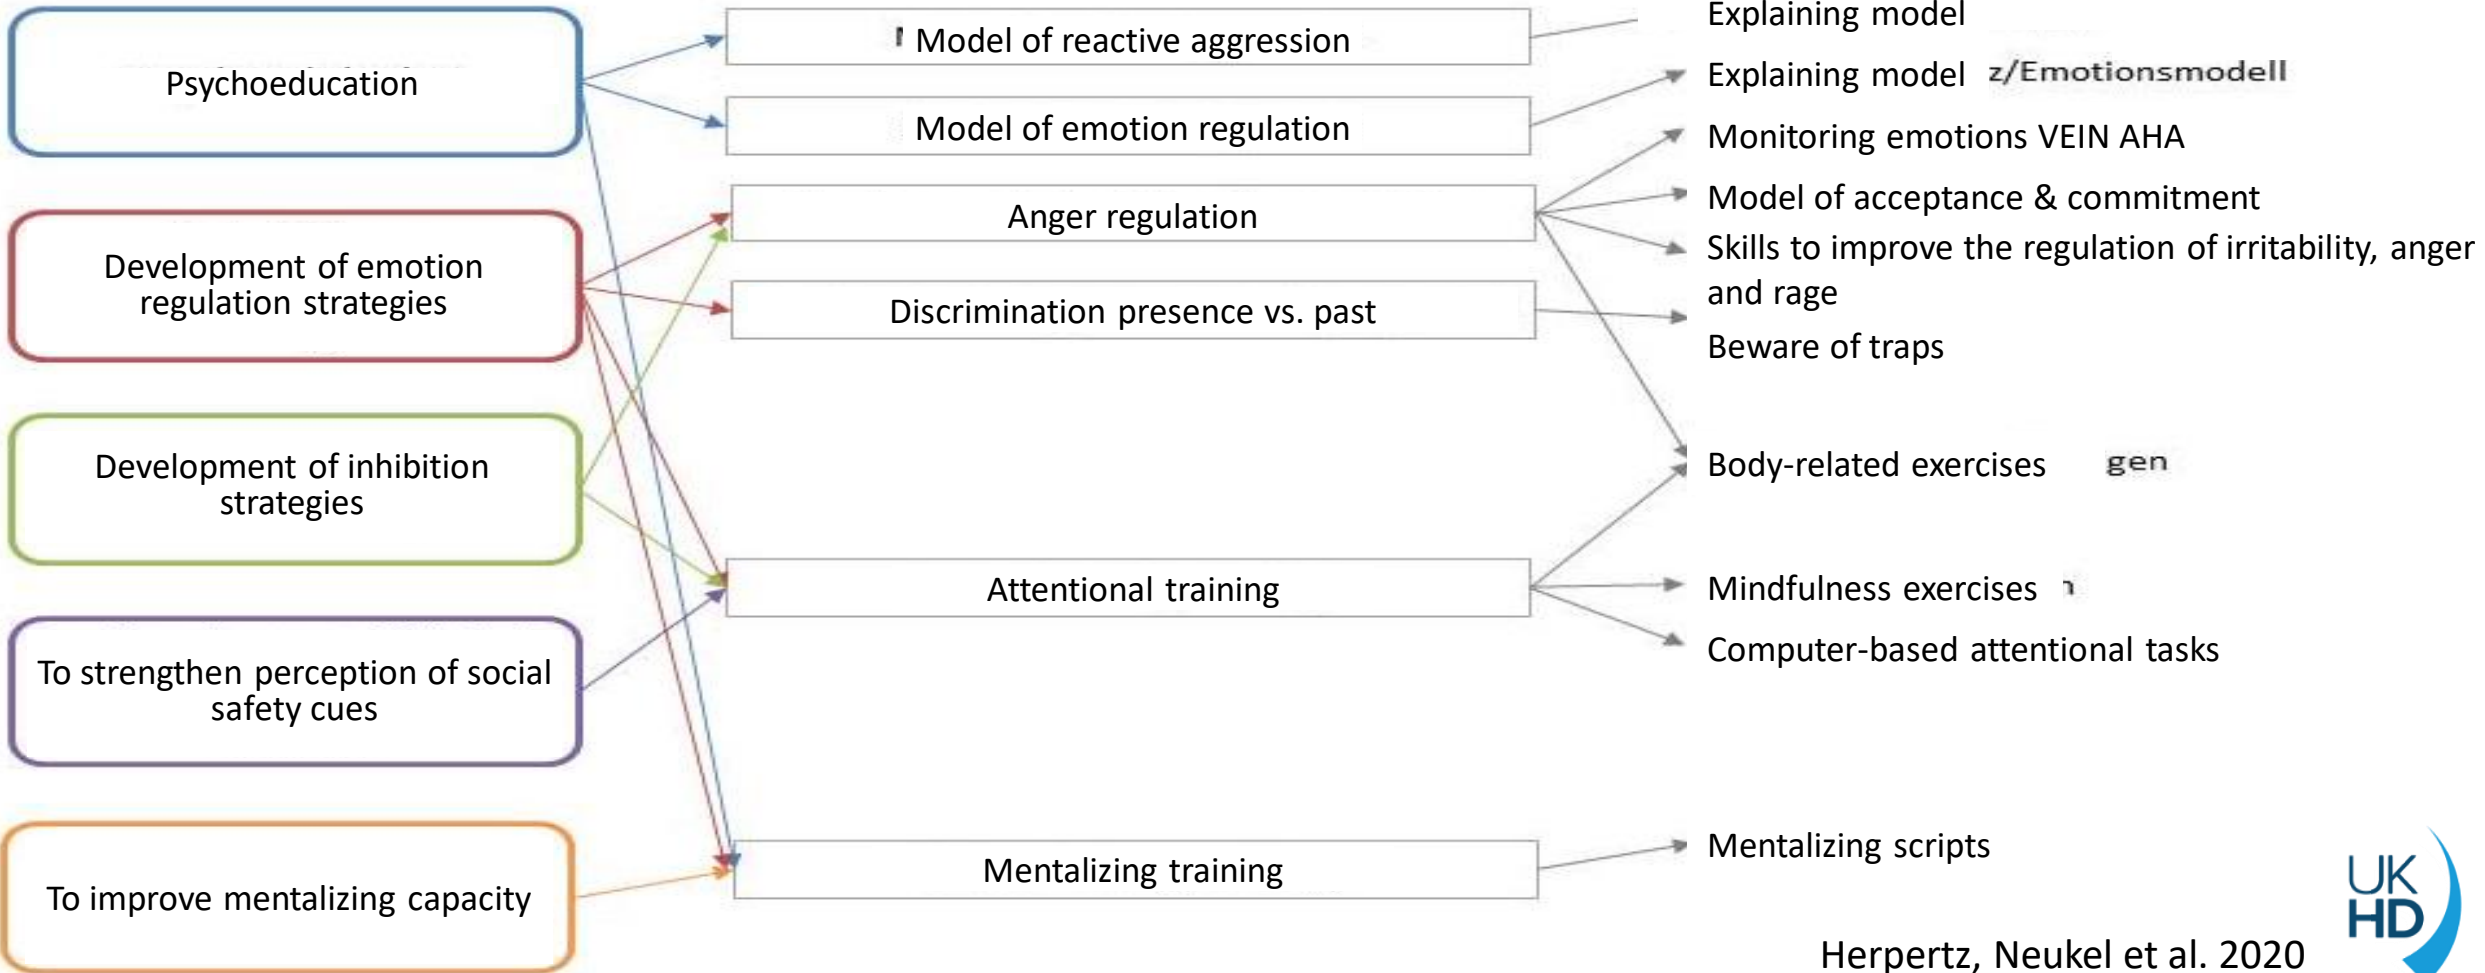 Psychoeducation
Development of emotion
regulation strategies
Development of inhibition
strategies
To strengthen perception of social
safety cues
To improve mentalizing capacity
Model of reactive aggression
Model of emotion regulation
Anger regulation
Discrimination presence vs. past
Attentional training
Mentalizing training
Explaining model
Explaining model z/Emotionsmodell
Monitoring emotions VEIN AHA
Model of acceptance & commitment
Skills to improve the regulation of irritability, anger
and rage
Beware of traps
Body-related exercises gen
Mindfulness exercises
Computer-based attentional tasks
Mentalizing scripts
UK
HD
Herpertz, Neukel et al. 2020